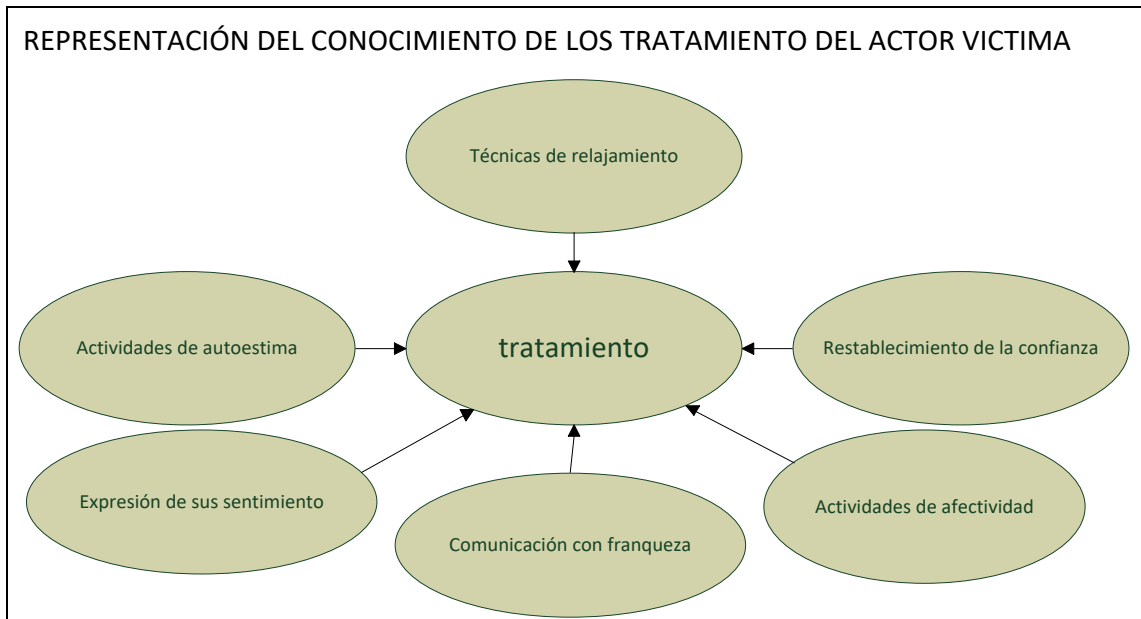 REPRESENTACIÓN DEL CONOCIMIENTO DE LOS TRATAMIENTO DEL ACTOR VICTIMA
Técnicas de relajamiento
Actividades de autoestima
tratamiento
Restablecimiento de la confianza
Expresión de sus sentimiento
Comunicación con franqueza
Actividades de afectividad